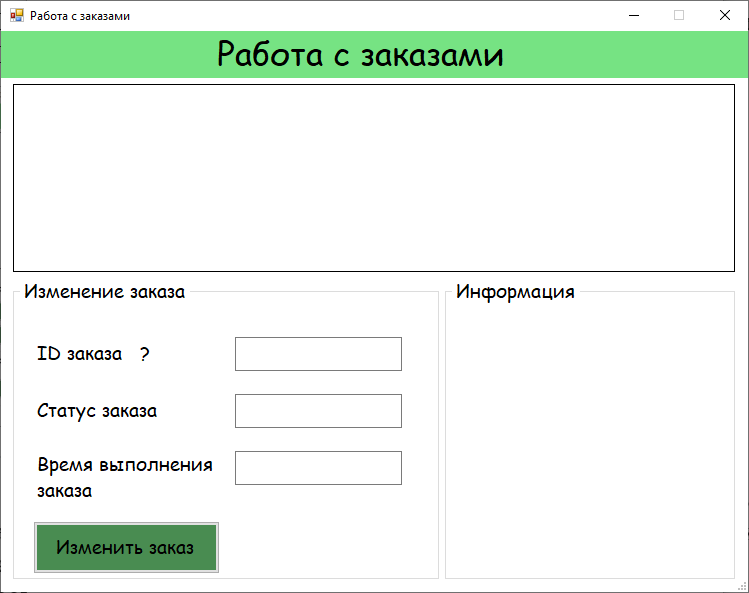 Работа с заказами
Работа с заказами
Изменение заказа
Информация
ID заказа ?
Статус заказа
Время выполнения
заказа
Изменить заказ